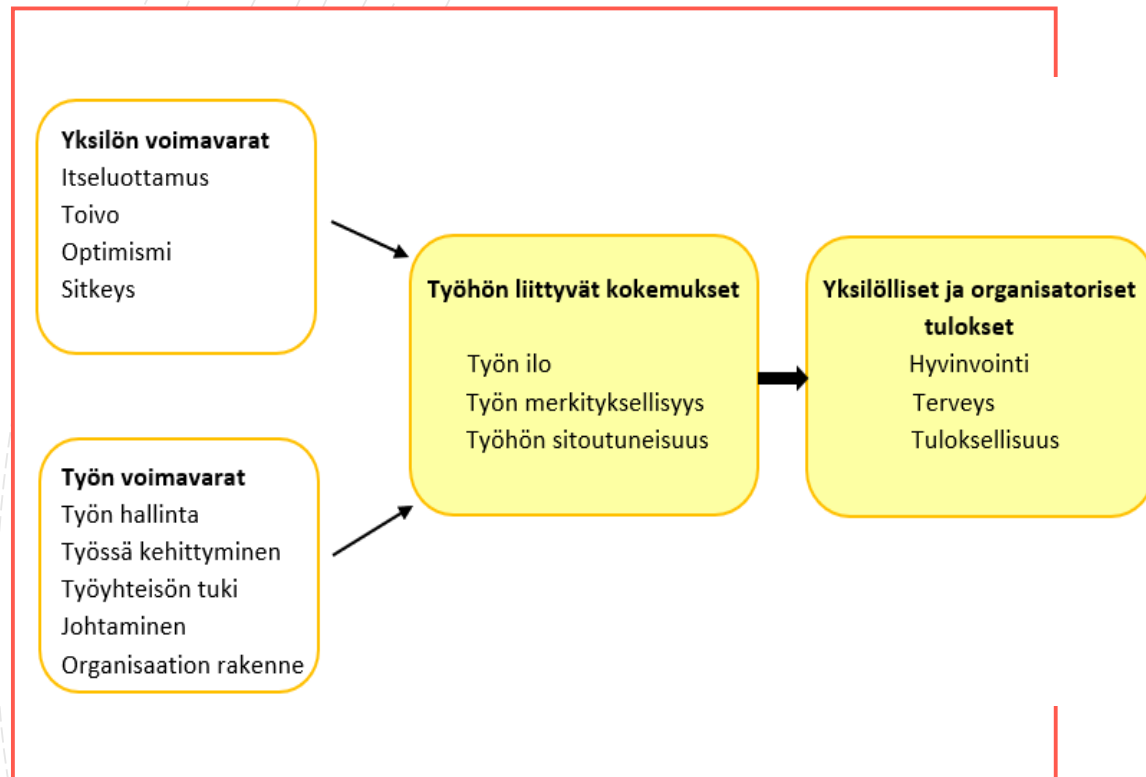 Yksilön voimavarat
Itseluottamus
Toivo
Optimismi
Sitkeys
Työn voimavarat
Työn hallinta
Työssä kehittyminen
Työyhteisön tuki
Johtaminen
Organisaation rakenne
Työhön liittyvät kokemukset
Työn ilo
Työn merkityksellisyys
Työhön sitoutuneisuus
Yksilölliset ja organisatoriset
tulokset
Hyvinvointi
Terveys
Tuloksellisuus